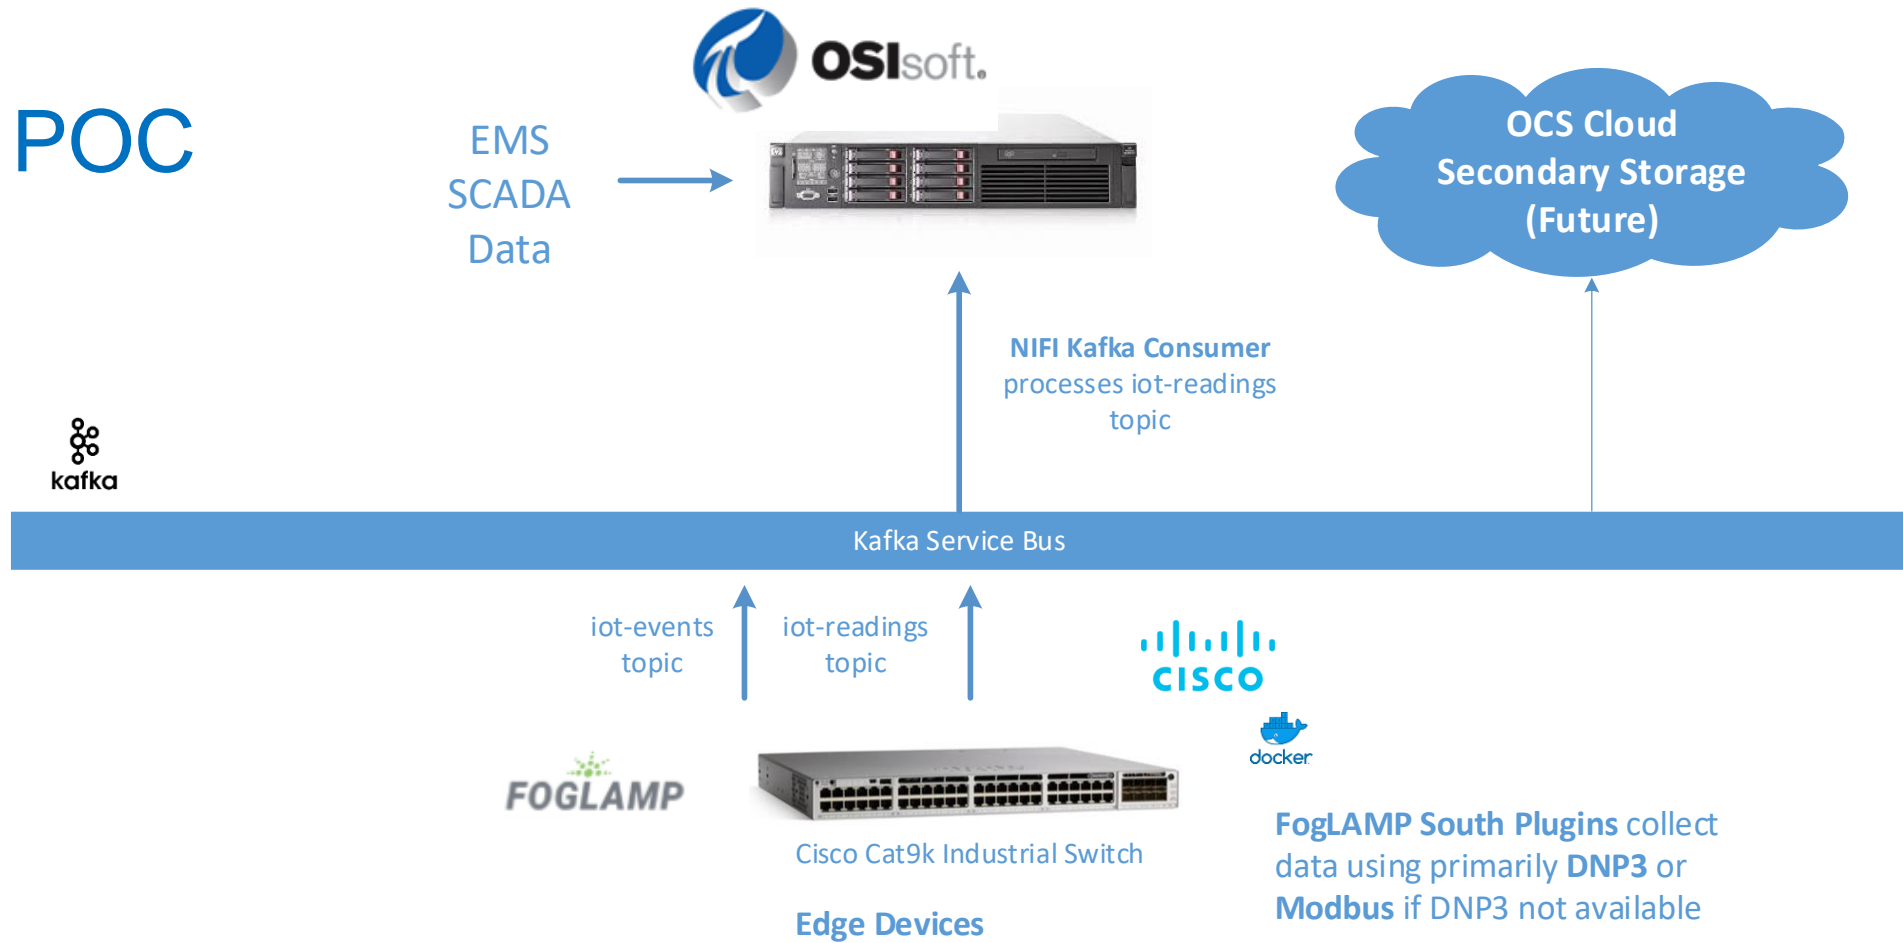 OSIsoft.
POC
EMS
SCADA
Data
OCS Cloud
Secondary Storage
(Future)
NIFI Kafka Consumer
processes iot-readings
topic
kafka
Kafka Service Bus
iot-events
topic
iot-readings
topic
CISCO
docker
FOGLAMP
Cisco Cat9k Industrial Switch
Edge Devices
FogLAMP South Plugins collect
data using primarily DNP3 or
Modbus if DNP3 not available